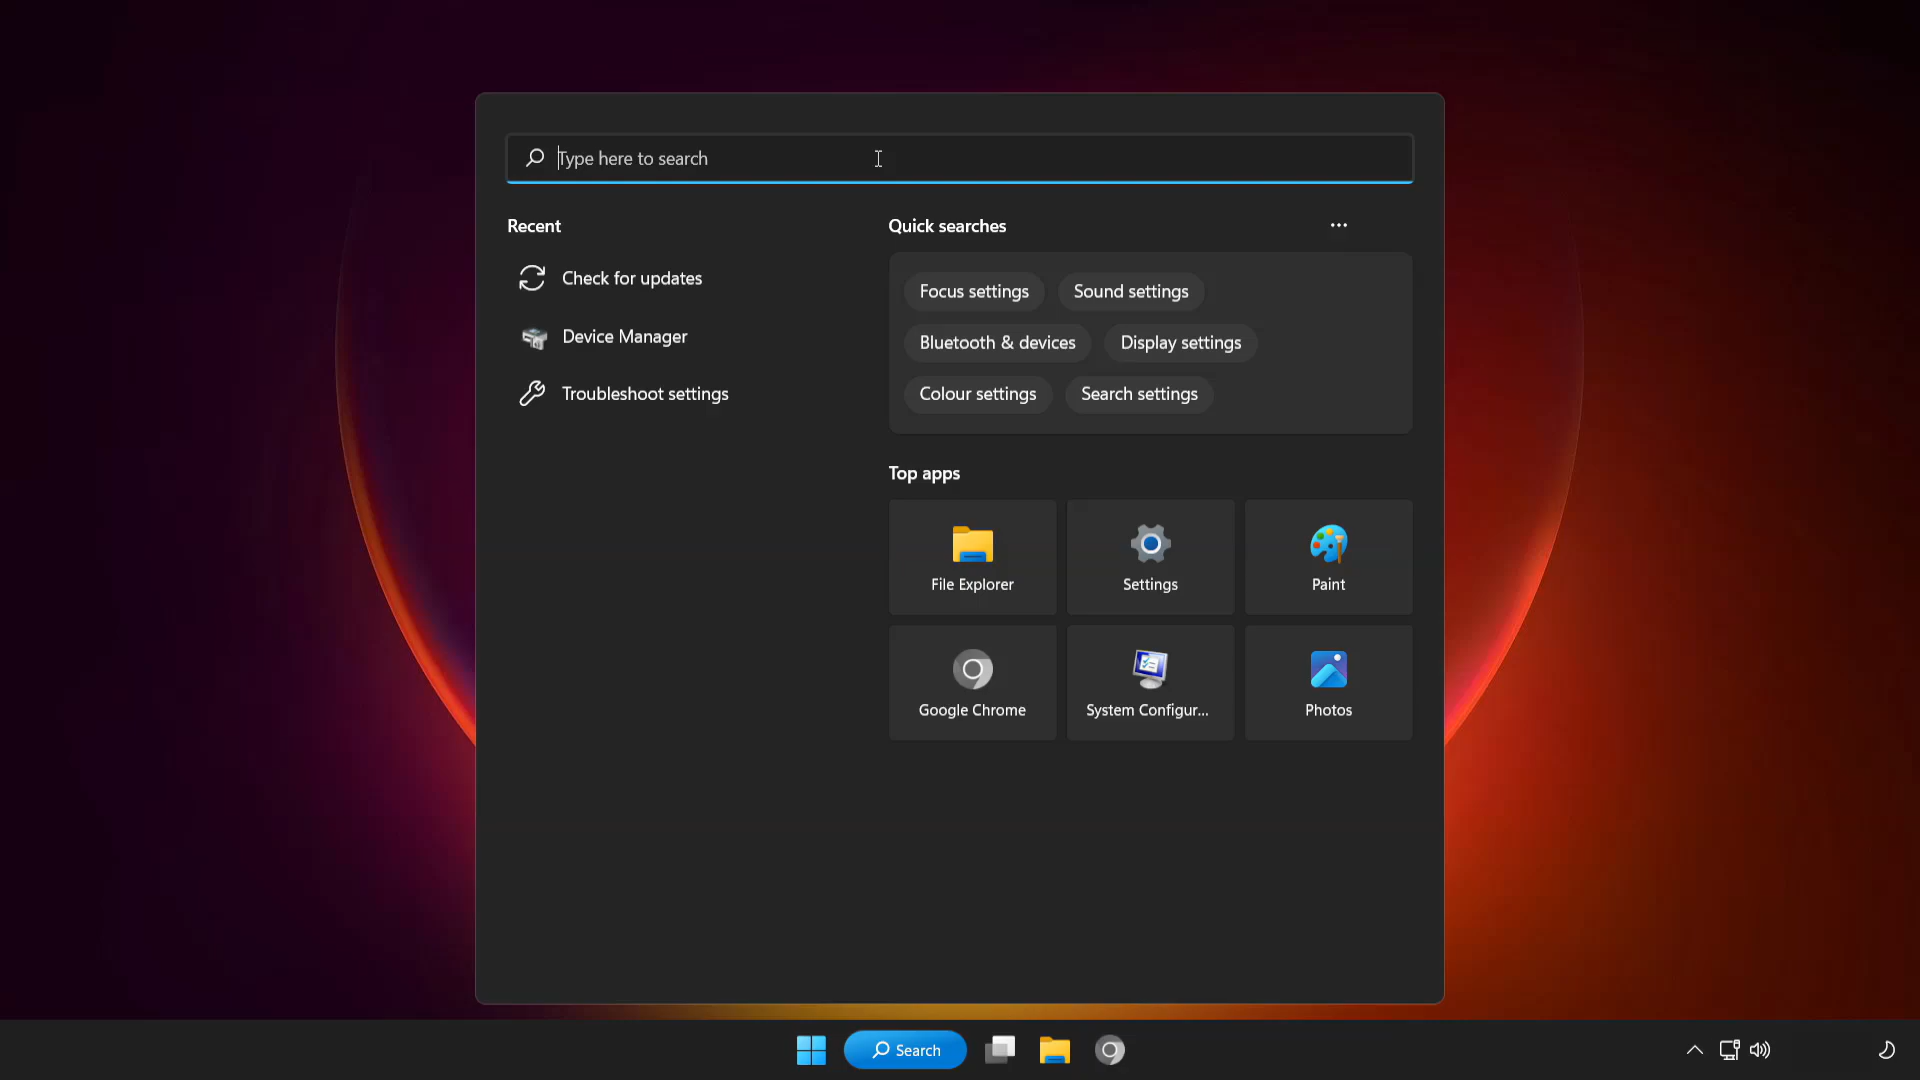 Type here to search
Recent
Check for updates
Device Manager
Troubleshoot settings
Quick searches
Focus settings
Sound settings
Bluetooth & devices
Display settings
Colour settings
Search settings
Top apps
File Explorer
Settings
Paint
Google Chrome
System Configur...
Photos
Search